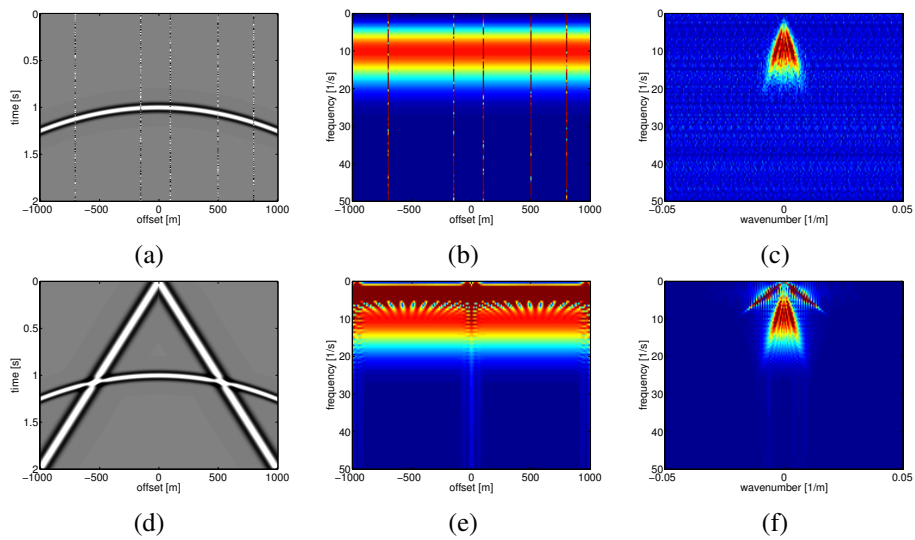 0
0.5
1
1.5
2
time [s]
−1000 −500 0 500 1000
offset [m]
(a)
0
10
20
30
40
50
frequency [1/s]
−1000 −500 0 500 1000
offset [m]
(b)
0
10
20
30
40
50
frequency [1/s]
−0.05 0 0.05
wavenumber [1/m]
(c)
0
0.5
1
1.5
2
time [s]
−1000 −500 0 500 1000
offset [m]
(d)
0
10
20
30
40
50
frequency [1/s]
−1000 −500 0 500 1000
offset [m]
(e)
0
10
20
30
40
50
frequency [1/s]
−0.05 0 0.05
wavenumber [1/m]
(f)